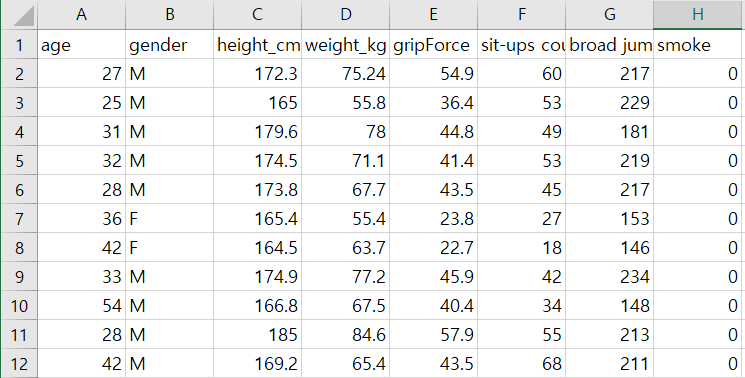 A B C D E F G H
1 age gender height_cm weight_kg gripForce sit-ups cou broad jum smoke
2 27 M 172.3 75.24 54.9 60 217 0
3 25 M 165 55.8 36.4 53 229 0
4 31 M 179.6 78 44.8 49 181 0
5 32 M 174.5 71.1 41.4 53 219 0
6 28 M 173.8 67.7 43.5 45 217 0
7 36 F 165.4 55.4 23.8 27 153 0
8 42 F 164.5 63.7 22.7 18 146 0
9 33 M 174.9 77.2 45.9 42 234 0
10 54 M 166.8 67.5 40.4 34 148 0
11 28 M 185 84.6 57.9 55 213 0
12 42 M 169.2 65.4 43.5 68 211 0